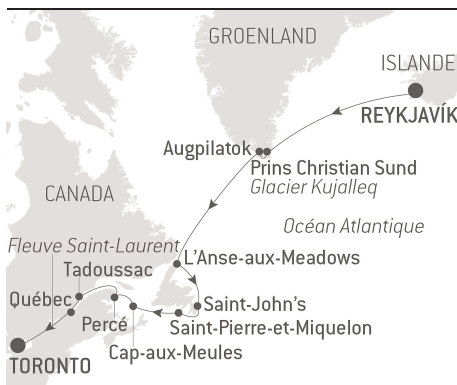 GROENLAND
ISLANDE
REYKJAVÍK
Augpilatok
Prins Christian Sund
Glacier Kujalleq
CANADA
Océan Atlantique
Fleuve Saint-Laurent
L'Anse-aux-Meadows
Tadoussac
Québec
Saint-John's
Percé
Saint-Pierre-et-Miquelon
Cap-aux-Meules
TORONTO